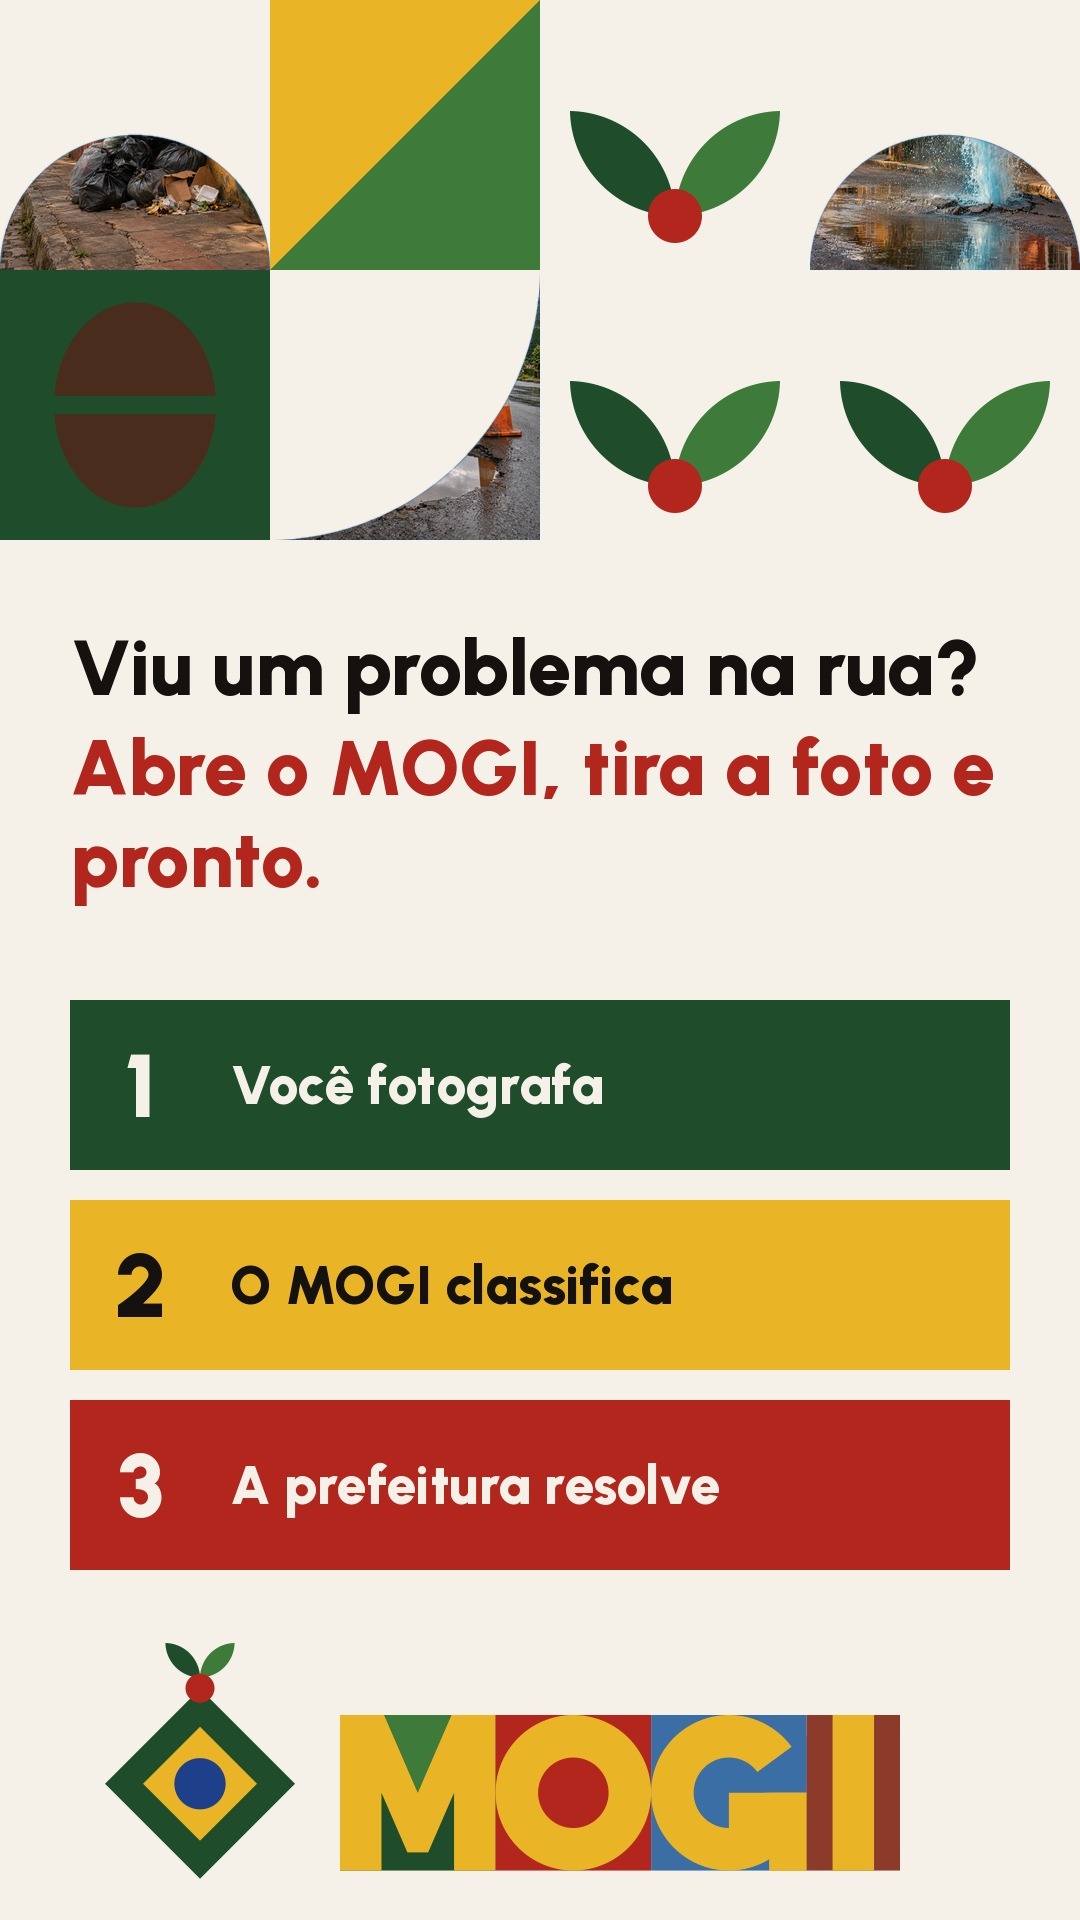 Viu um problema na rua?
Abre o MOGI, tira a foto e
pronto.
1 Você fotografa
2 O MOGI classifica
3 A prefeitura resolve
MOGI